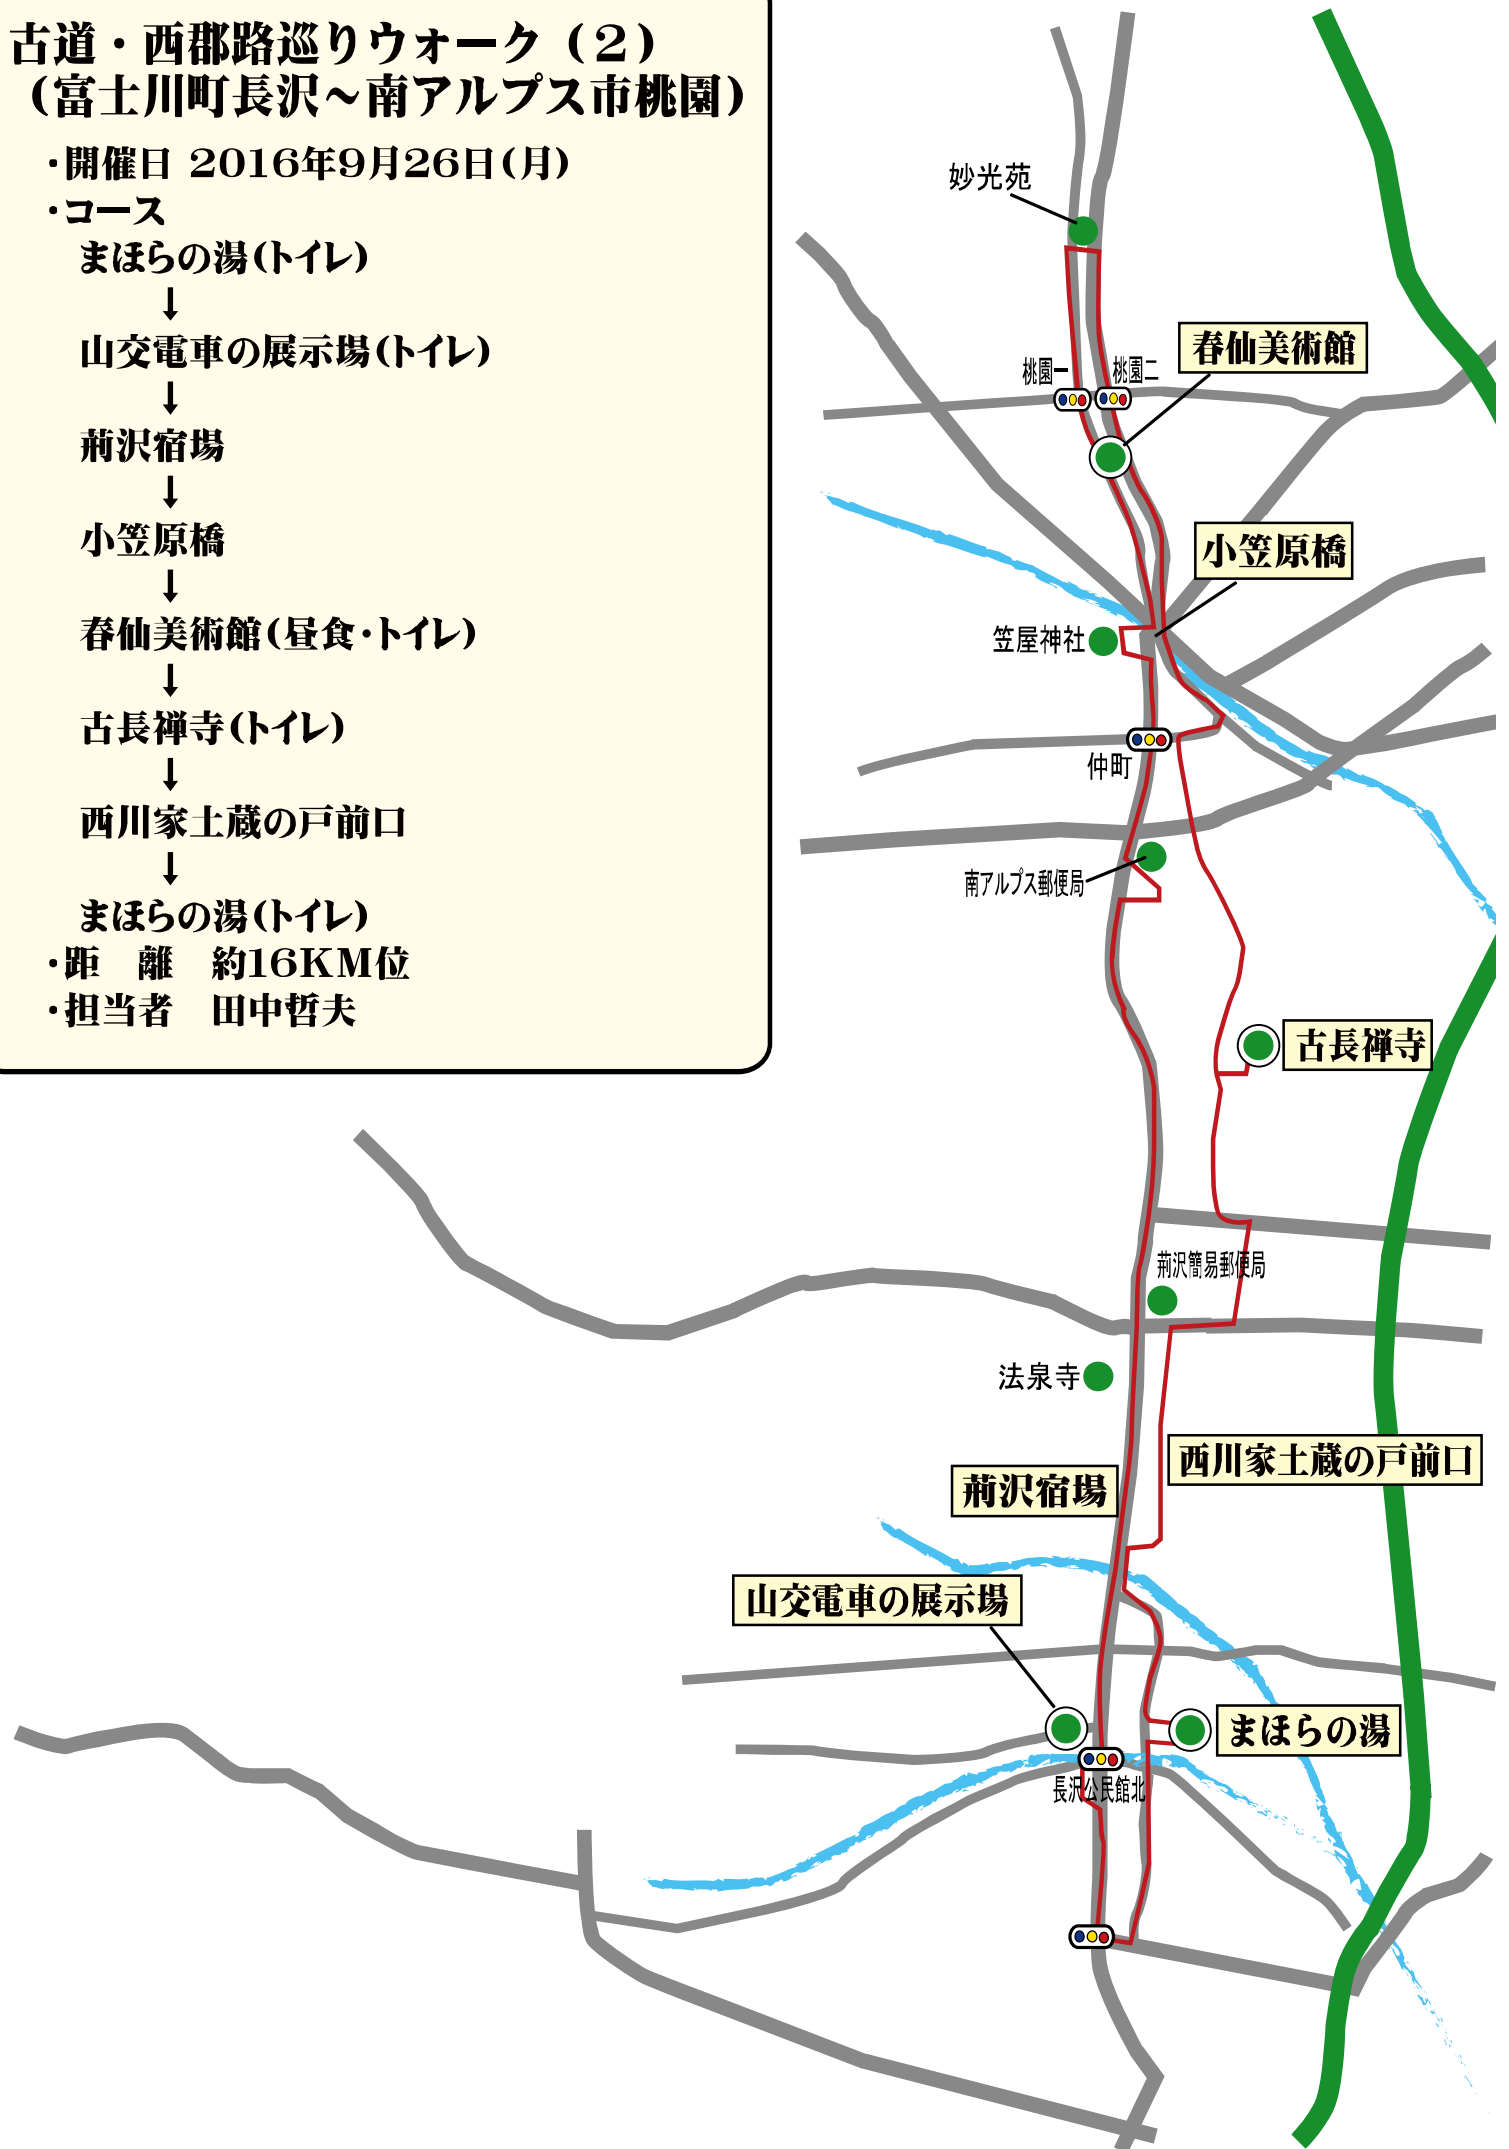 古道・西郡路巡りウォーク（２）
（富士川町長沢～南アルプス市桃園）
・開催日 2016年9月26日(月)
・コース
まほらの湯(トイレ)
↓
山交電車の展示場(トイレ)
↓
荊沢宿場
↓
小笠原橋
↓
春仙美術館(昼食・トイレ)
↓
古長禅寺(トイレ)
↓
西川家土蔵の戸前口
↓
まほらの湯(トイレ)
・距　離　約16KM位
・担当者　田中哲夫
妙光苑
春仙美術館
桃園一
桃園二
小笠原橋
笠屋神社
仲町
南アルプス郵便局
古長禅寺
荊沢簡易郵便局
法泉寺
西川家土蔵の戸前口
荊沢宿場
山交電車の展示場
まほらの湯
長沢公民館北